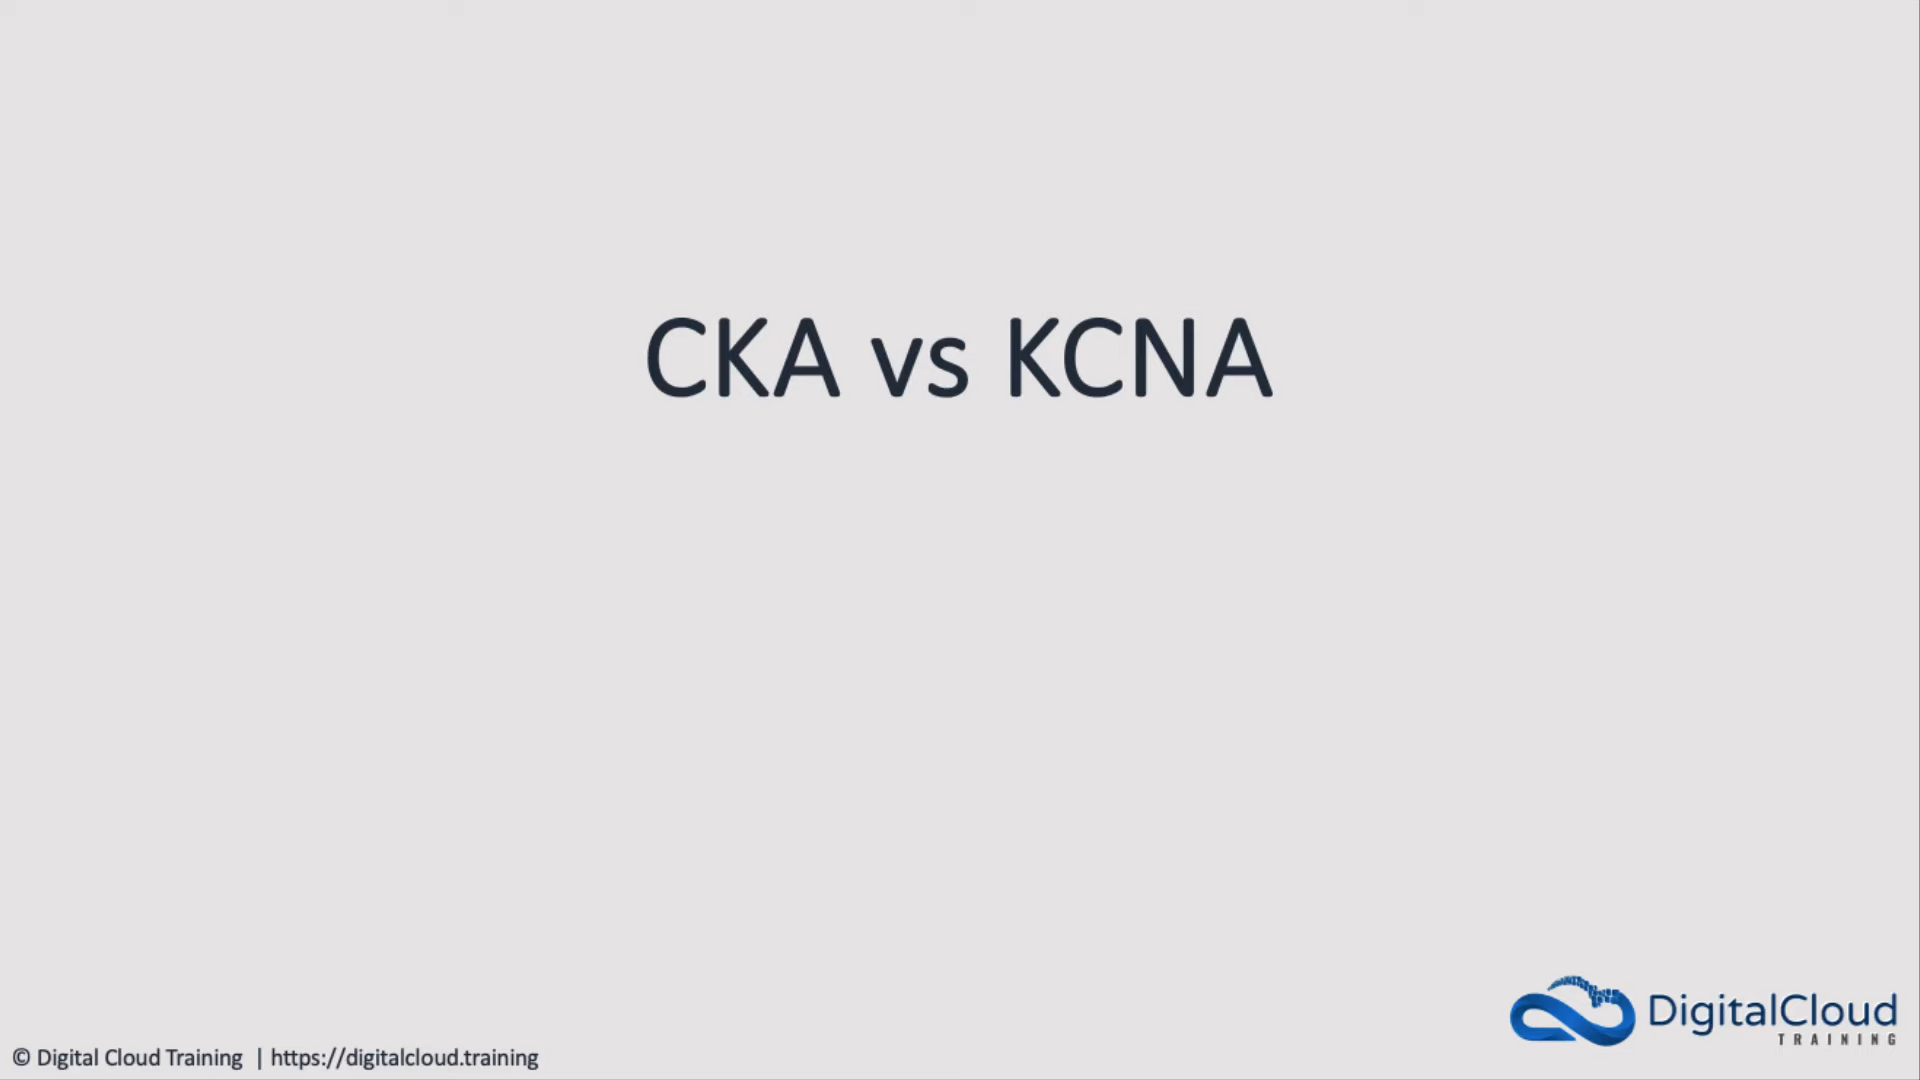 CKA vs KCNA
DigitalCloud
TRAINING
© Digital Cloud Training | https://digitalcloud.training